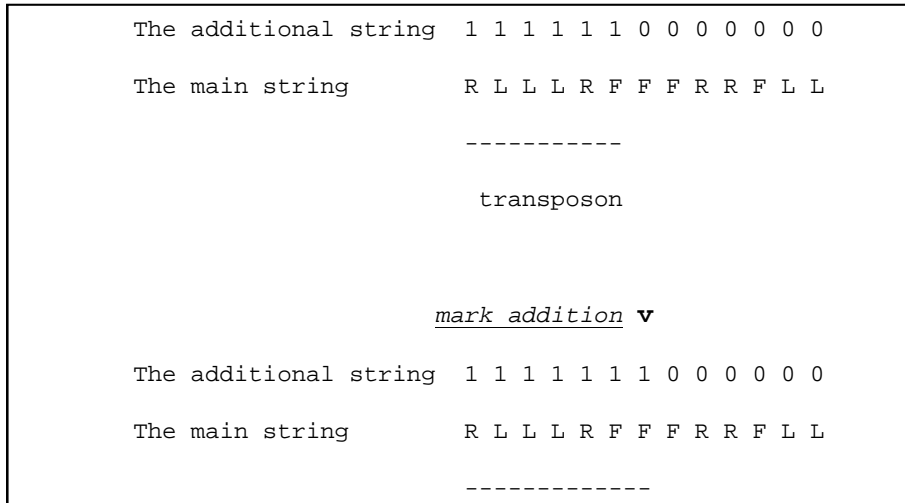 The additional string 1 1 1 1 1 1 0 0 0 0 0 0 0
The main string R L L L R F F F R R F L L
-----------
transposon
mark addition v
The additional string 1 1 1 1 1 1 1 0 0 0 0 0 0
The main string R L L L R F F F R R F L L
-------------